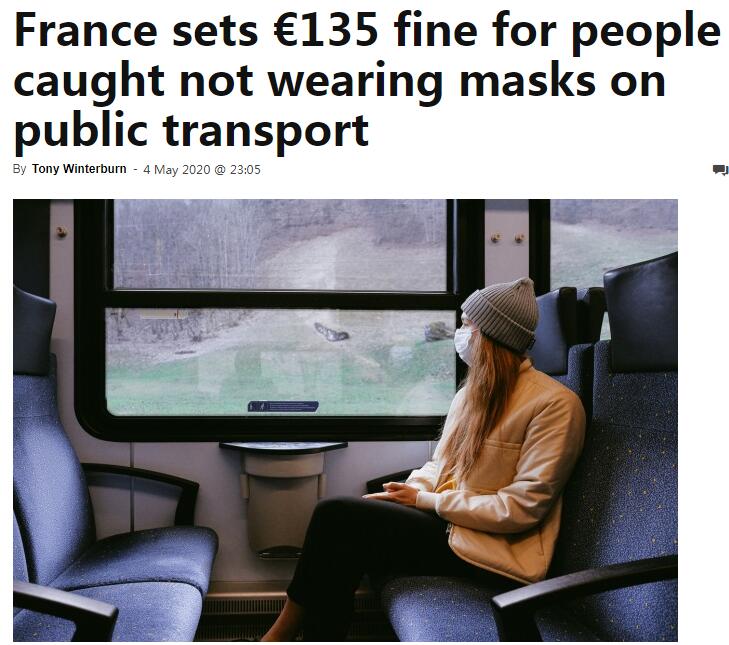 France sets €135 fine for people
caught not wearing masks on
public transport
By Tony Winterburn - 4 May 2020 @ 23:05